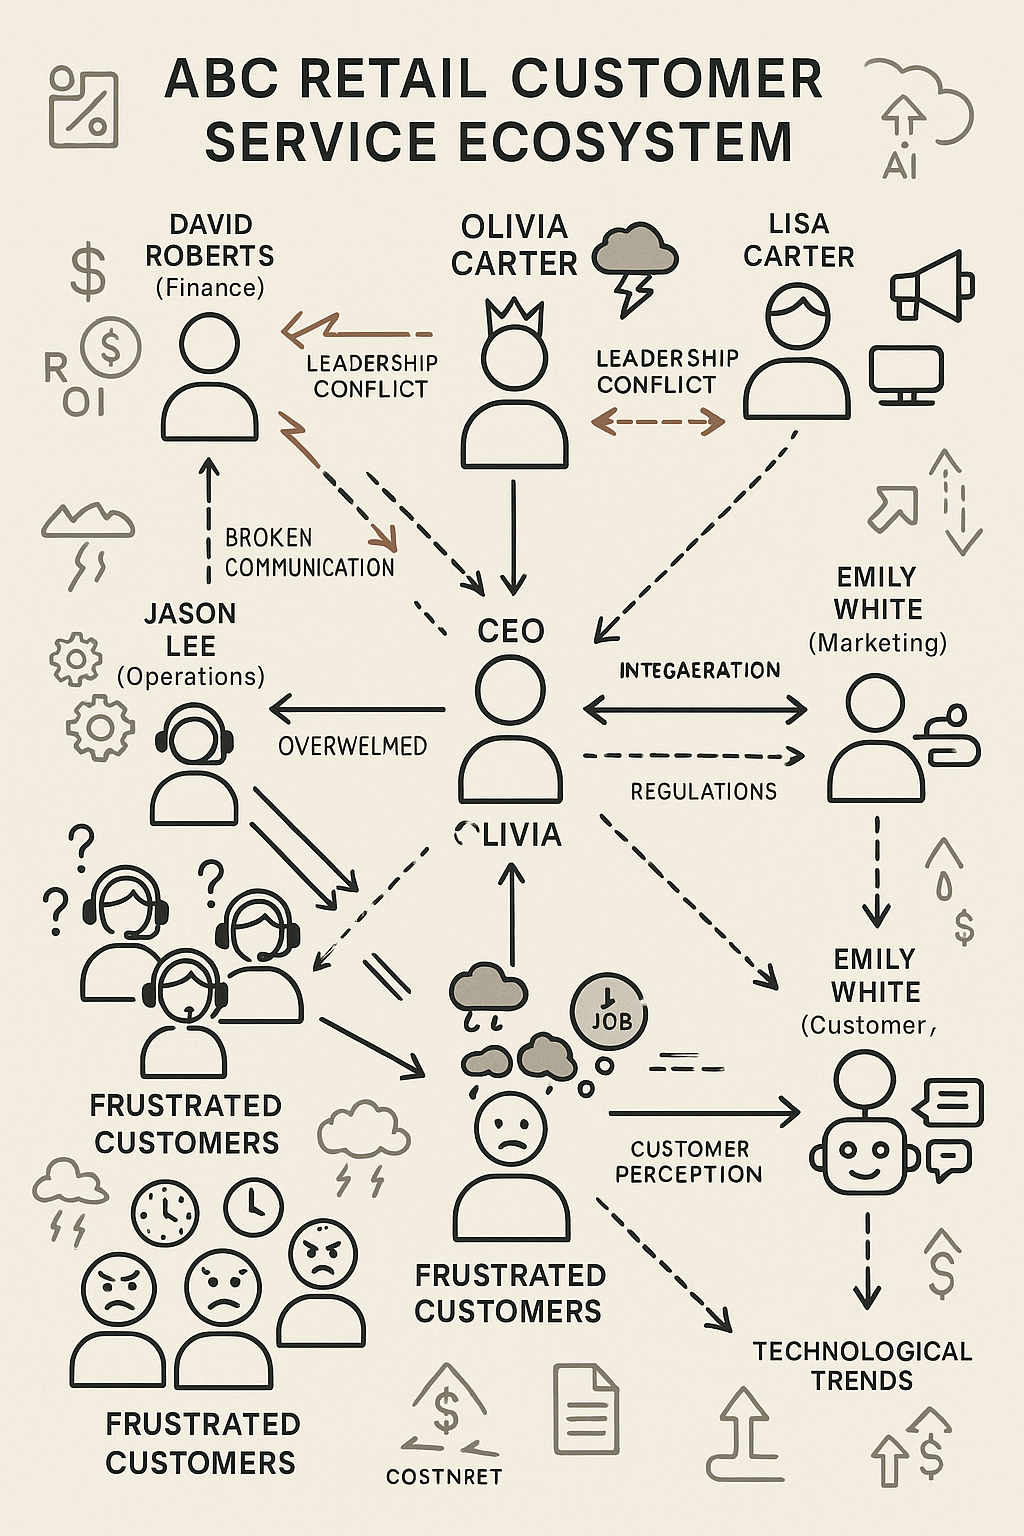 ABC RETAIL CUSTOMER
SERVICE ECOSYSTEM
AI
DAVID
ROBERTS
(Finance)
OLIVIA
CARTER
LISA
CARTER
$
$
R
OI
LEADERSHIP
CONFLICT
LEADERSHIP
CONFLICT
BROKEN
COMMUNICATION
JASON
LEE
(Operations)
CEO
EMILY
WHITE
(Marketing)
INTEGAERATION
OVERWELMED
REGULATIONS
OLIVIA
?
?
?
$
EMILY
WHITE
(Customer,
JOB
FRUSTRATED
CUSTOMERS
CUSTOMER
PERCEPTION
$
FRUSTRATED
CUSTOMERS
TECHNOLOGICAL
TRENDS
$
$
FRUSTRATED
CUSTOMERS
COSTNRET